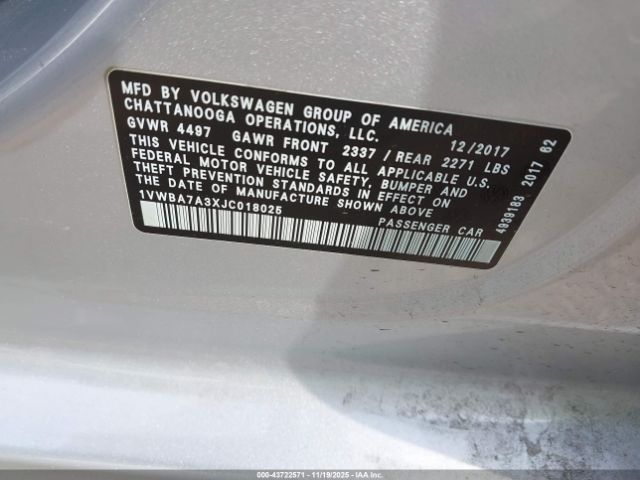 MFD BY VOLKSWAGEN GROUP OF AMERICA
CHATTANOOGA OPERATIONS, LLC.
GVWR 4497 GAWR FRONT 2337 / REAR 2271 LBS 12/2017
THIS VEHICLE CONFORMS TO ALL APPLICABLE U.S.
FEDERAL MOTOR VEHICLE SAFETY, BUMPER AND
THEFT PREVENTION STANDARDS IN EFFECT ON
THE DATE OF MANUFACTURE SHOWN ABOVE
1VWBA7A3XJC018025 PASSENGER CAR
4939183 2017 82
000-43722571 - 11/19/2025 - IAA Inc.